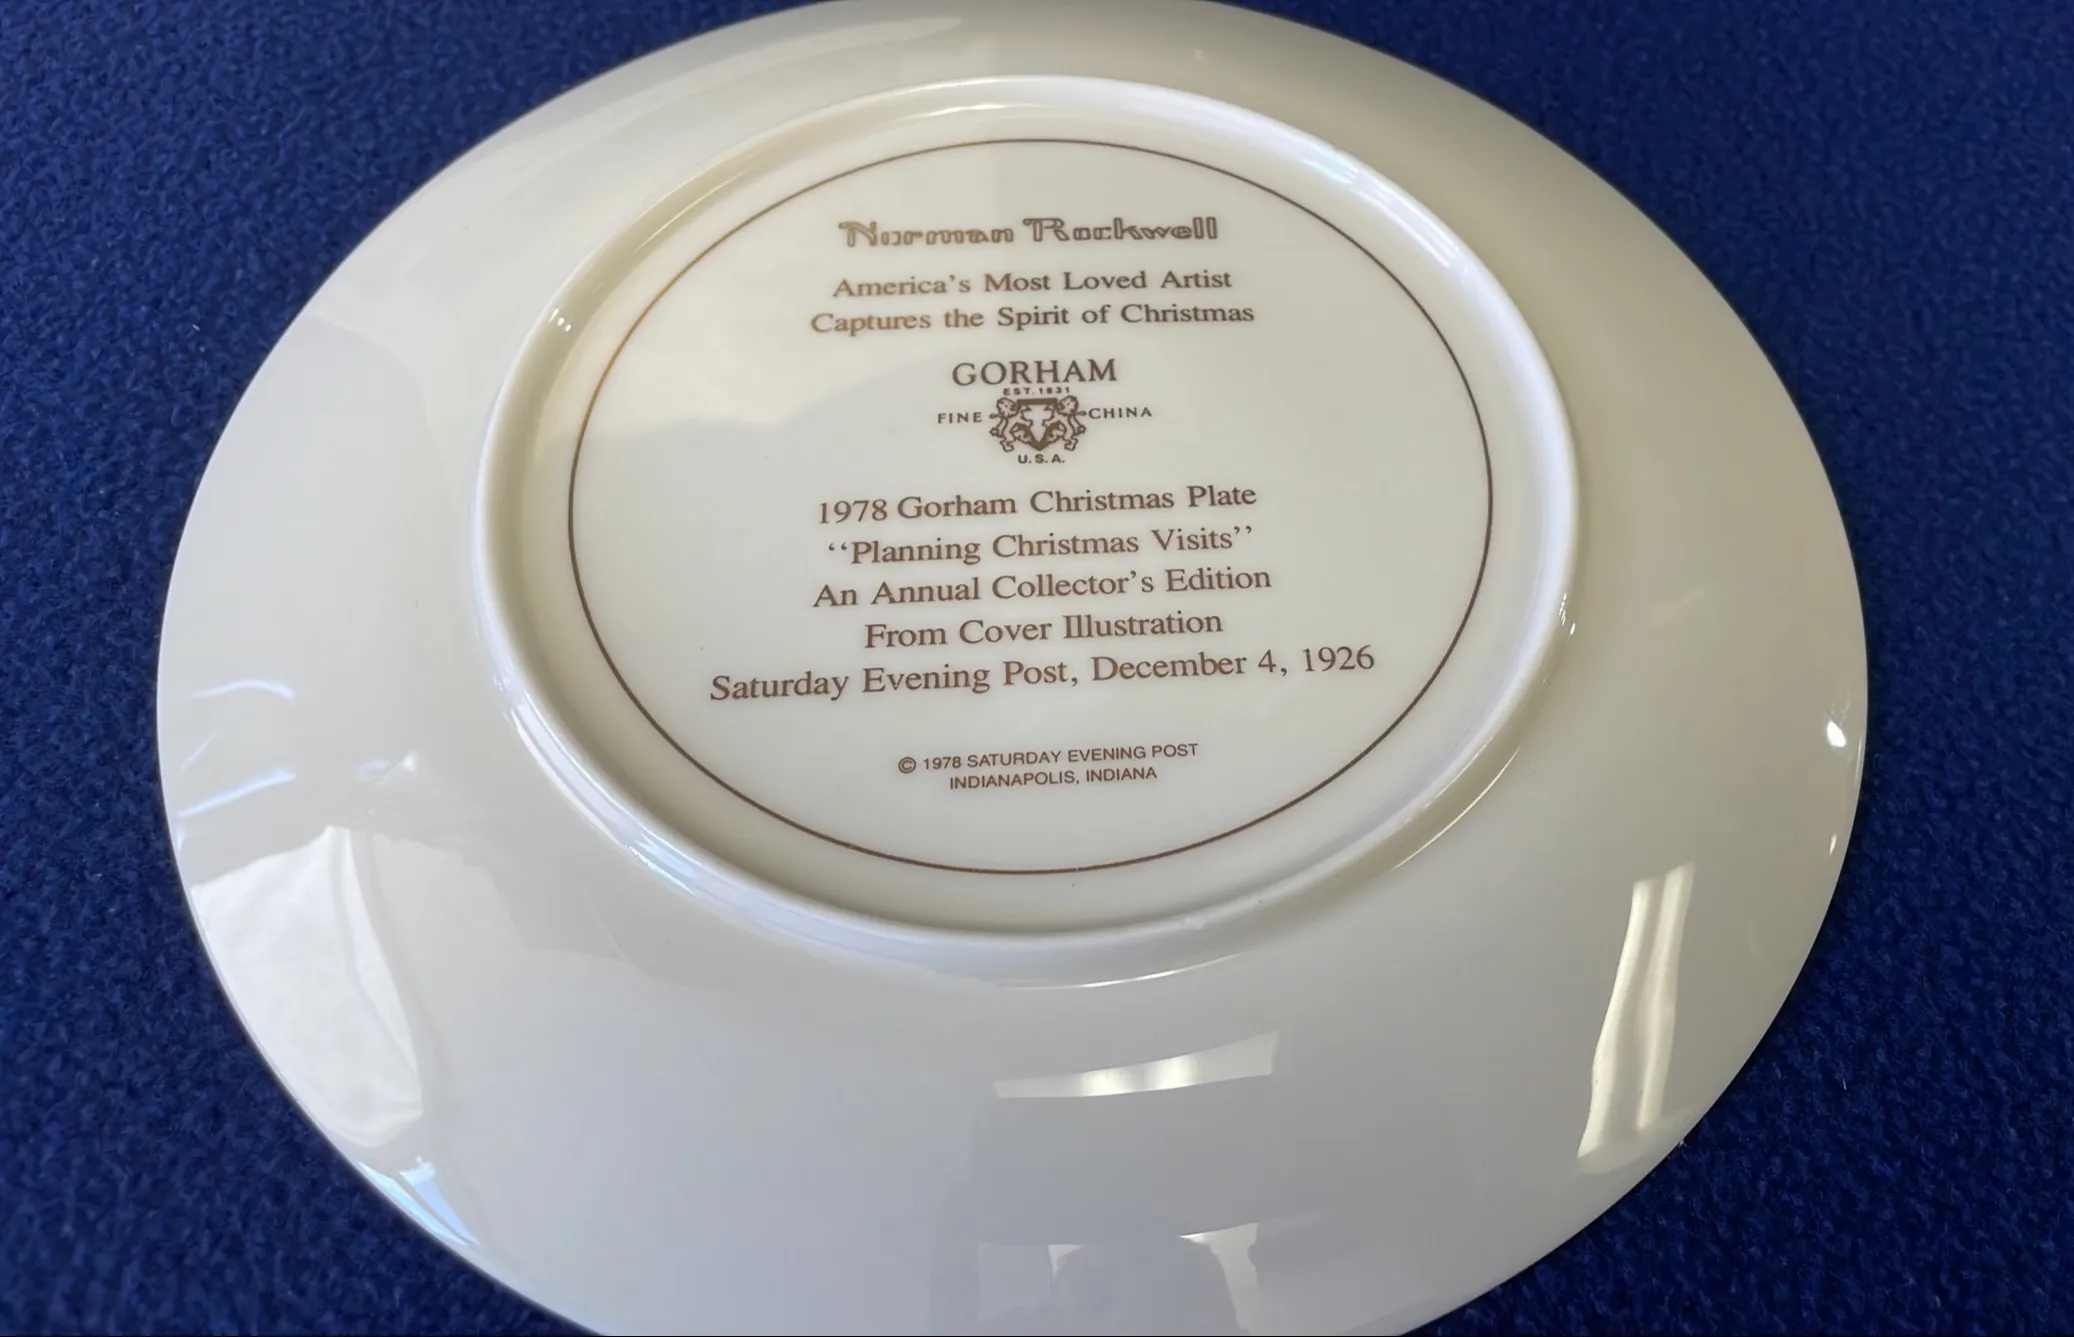 Norman Rockwell
America's Most Loved Artist
Captures the Spirit of Christmas
GORHAM
EST. 1831
FINE CHINA
U.S.A.
1978 Gorham Christmas Plate
‘‘Planning Christmas Visits’’
An Annual Collector's Edition
From Cover Illustration
Saturday Evening Post, December 4, 1926
© 1978 SATURDAY EVENING POST
INDIANAPOLIS, INDIANA